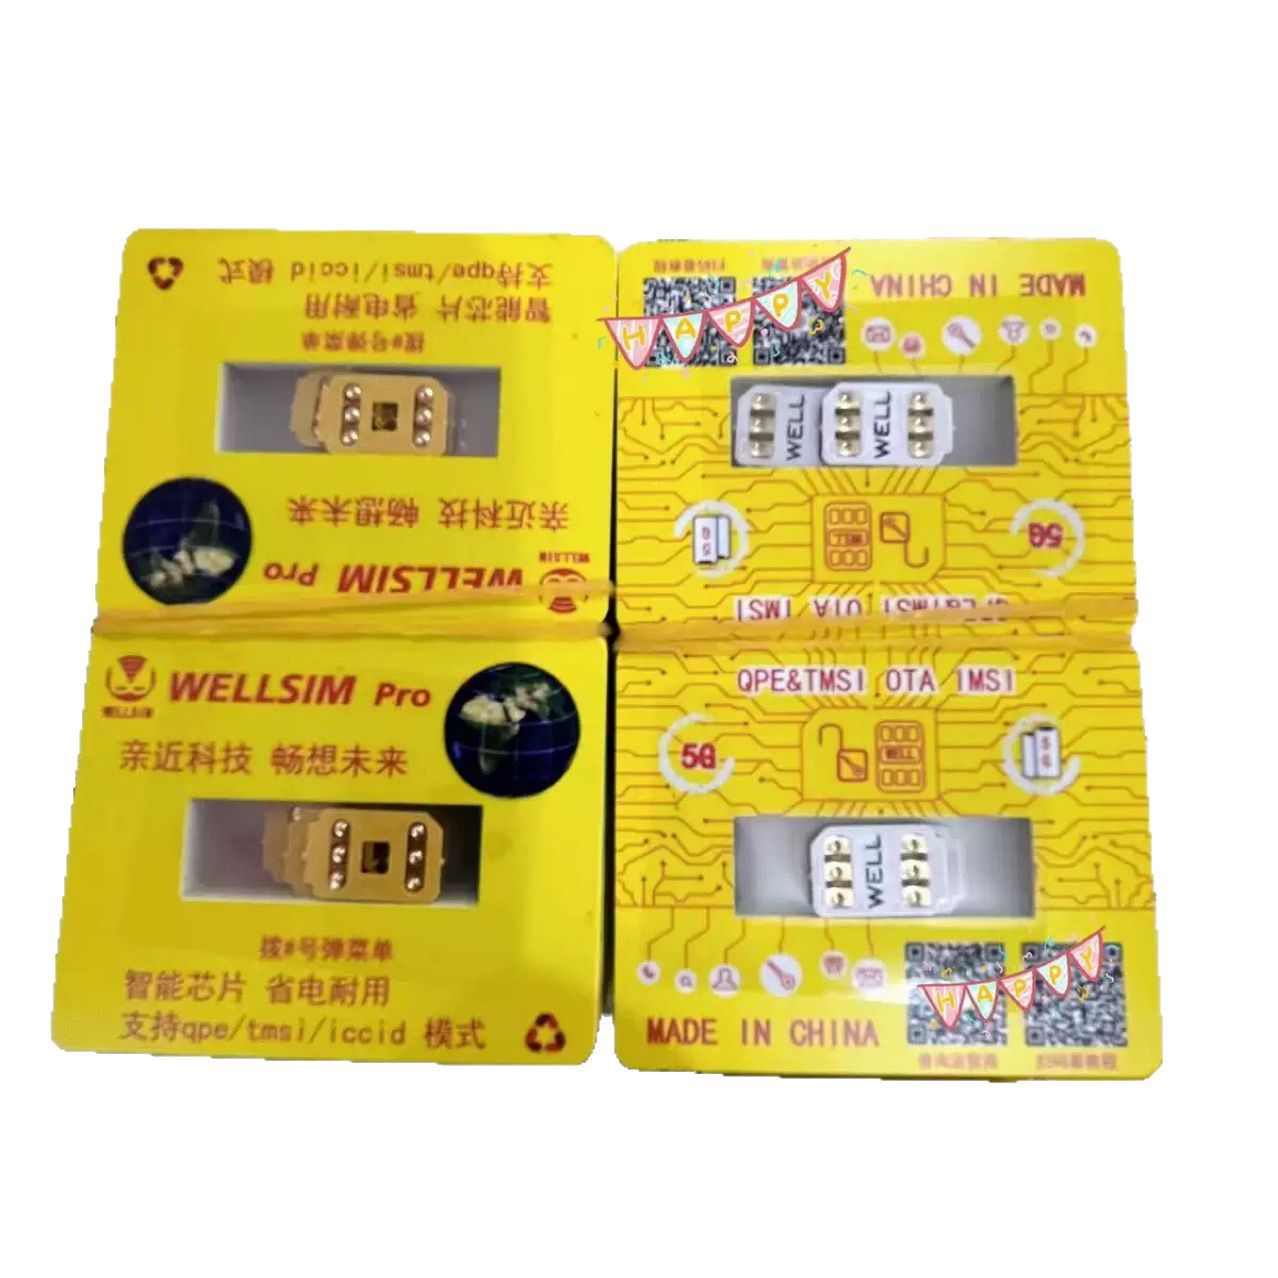 支持qpe/tmsi/iccid 模式
智能芯片 省电耐用
拨#号弹菜单
亲近科技 畅想未来
WELLSIM Pro
WELLSIM
MADE IN CHINA
HAPPY
WELL
WELL
WELL
5G
QPE&TMSI OTA IMSI
WELLSIM Pro
WELLSIM
亲近科技 畅想未来
拨#号弹菜单
智能芯片 省电耐用
支持qpe/tmsi/iccid 模式
QPE&TMSI OTA IMSI
5G
WELL
WELL
HAPPY
MADE IN CHINA